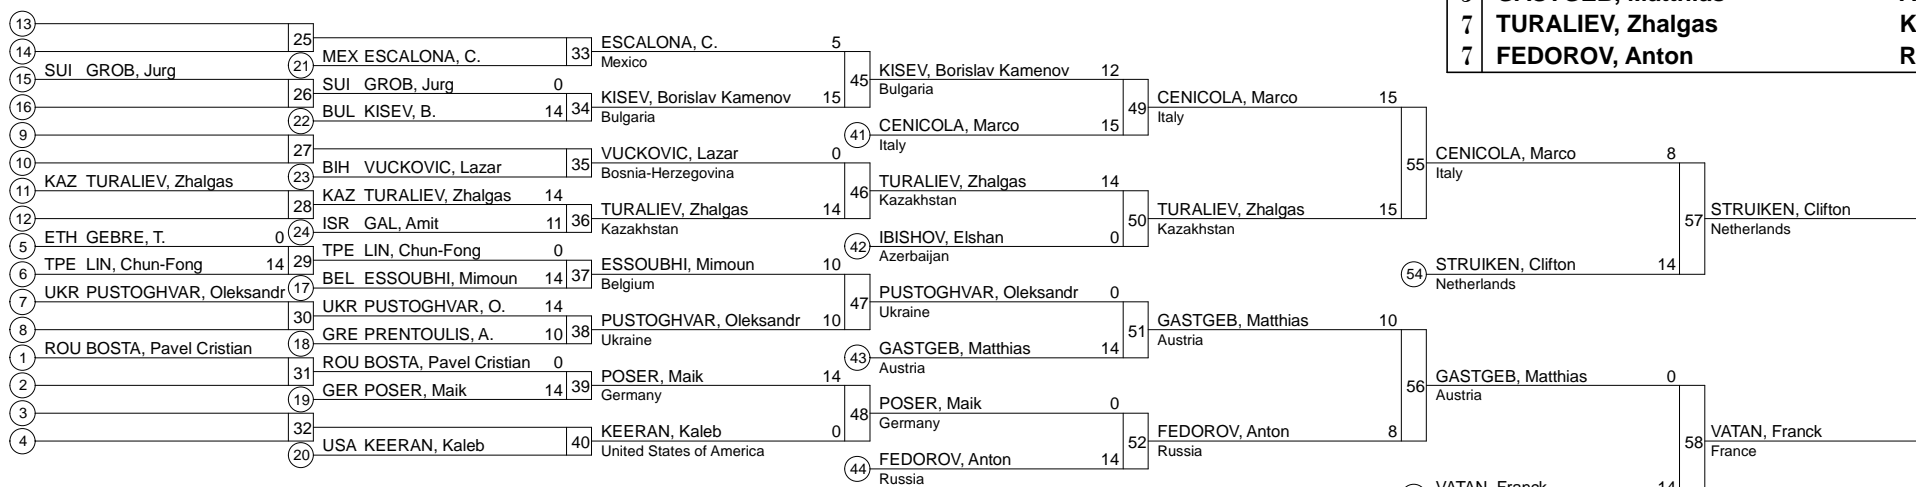 7 TURALIEV, Zhalgas K
7 FEDOROV, Anton R
13
14
15 SUI GROB, Jurg
16
9
10
11 KAZ TURALIEV, Zhalgas
12
5 ETH GEBRE, T. 0
6 TPE LIN, Chun-Fong 14
7 UKR PUSTOGHVAR, Oleksandr
8
1 ROU BOSTA, Pavel Cristian
2
3
4
25
21 MEX ESCALONA, C.
SUI GROB, Jurg 0
26
22 BUL KISEV, B. 14
27
23 BIH VUCKOVIC, Lazar
KAZ TURALIEV, Zhalgas 14
28
24 ISR GAL, Amit 11
TPE LIN, Chun-Fong 0
29
17 BEL ESSOUBHI, Mimoun 14
UKR PUSTOGHVAR, O. 14
30
18 GRE PRENTOULIS, A. 10
ROU BOSTA, Pavel Cristian 0
31
19 GER POSER, Maik 14
32
20 USA KEERAN, Kaleb
ESCALONA, C. 5
33
Mexico
KISEV, Borislav Kamenov 15
34
Bulgaria
VUCKOVIC, Lazar 0
35
Bosnia-Herzegovina
TURALIEV, Zhalgas 14
36
Kazakhstan
ESSOUBHI, Mimoun 10
37
Belgium
PUSTOGHVAR, Oleksandr 10
38
Ukraine
POSER, Maik 14
39
Germany
KEERAN, Kaleb 0
40
United States of America
KISEV, Borislav Kamenov 12
45
Bulgaria
41 CENICOLA, Marco 15
Italy
TURALIEV, Zhalgas 14
46
Kazakhstan
42 IBISHOV, Elshan 0
Azerbaijan
PUSTOGHVAR, Oleksandr 0
47
Ukraine
43 GASTGEB, Matthias 14
Austria
POSER, Maik 0
48
Germany
44 FEDOROV, Anton 14
Russia
CENICOLA, Marco 15
49
Italy
TURALIEV, Zhalgas 15
50
Kazakhstan
GASTGEB, Matthias 10
51
Austria
FEDOROV, Anton 8
52
Russia
CENICOLA, Marco 8
55
Italy
54 STRUIKEN, Clifton 14
Netherlands
GASTGEB, Matthias 0
56
Austria
VATAN, Franck 14
57 STRUIKEN, Clifton
Netherlands
58 VATAN, Franck
France